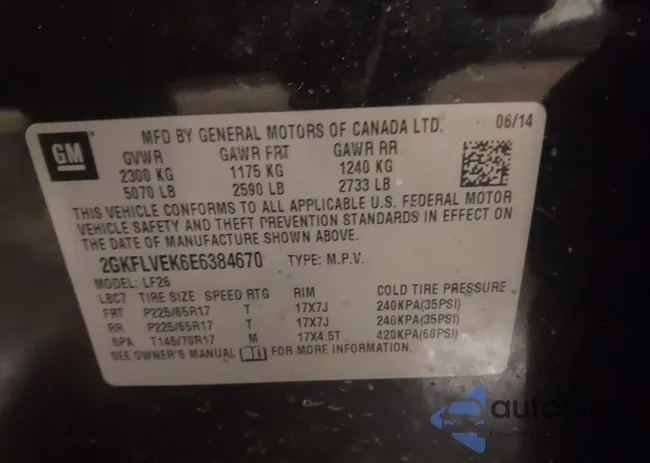 GM
MFD BY GENERAL MOTORS OF CANADA LTD. 06/14
GVWR GAWR FRT GAWR RR
2300 KG 1175 KG 1240 KG
5070 LB 2590 LB 2733 LB
THIS VEHICLE CONFORMS TO ALL APPLICABLE U.S. FEDERAL MOTOR
VEHICLE SAFETY AND THEFT PREVENTION STANDARDS IN EFFECT ON
THE DATE OF MANUFACTURE SHOWN ABOVE.
2GKFLVEK6E6384670 TYPE: M.P.V.
MODEL: LF26
LBC7 TIRE SIZE SPEED RTG RIM COLD TIRE PRESSURE
FRT P225/65R17 T 17X7J 240KPA(35PSI)
RR P225/65R17 T 17X7J 240KPA(35PSI)
SPA T145/70R17 M 17X4.5T 420KPA(60PSI)
SEE OWNER'S MANUAL FOR MORE INFORMATION.